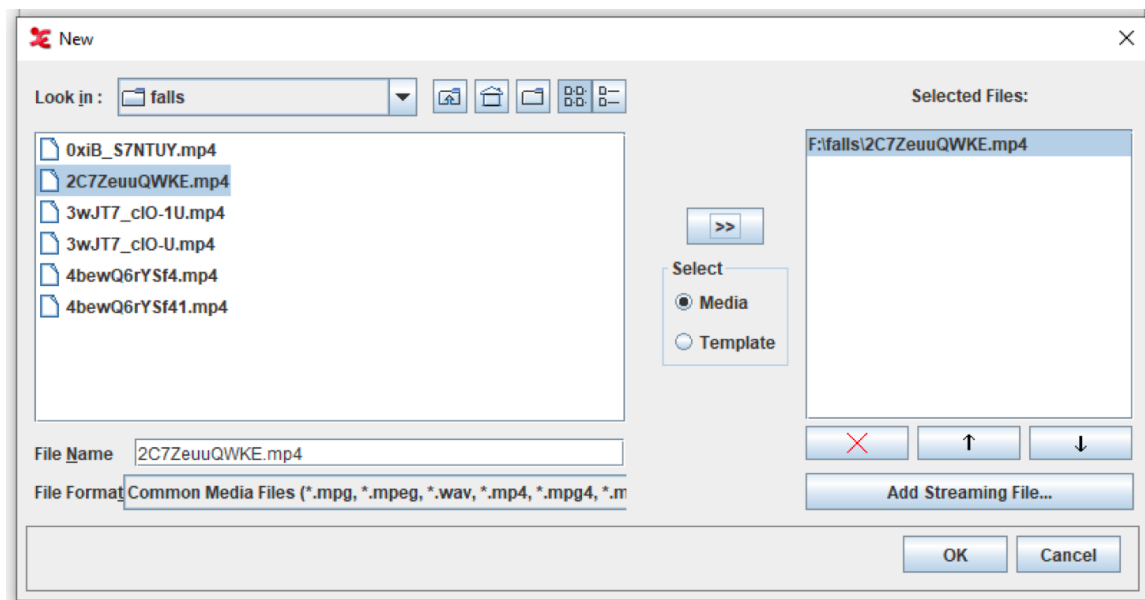 New
Look in : falls
Selected Files:
0xiB_S7NTUY.mp4
2C7ZeuuQWKE.mp4
3wJT7_clO-1U.mp4
3wJT7_clO-U.mp4
4bewQ6rYSf4.mp4
4bewQ6rYSf41.mp4
>>
Select
Media
Template
F:\falls\2C7ZeuuQWKE.mp4
File Name 2C7ZeuuQWKE.mp4
File Format Common Media Files (*.mpg, *.mpeg, *.wav, *.mp4, *.mpg4, *.m
Add Streaming File...
OK Cancel